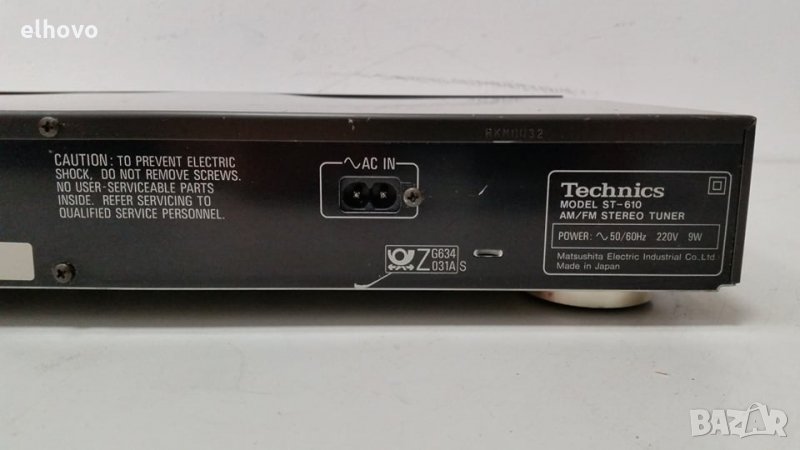 elhovo
RKM0032
CAUTION: TO PREVENT ELECTRIC
SHOCK, DO NOT REMOVE SCREWS.
NO USER-SERVICEABLE PARTS
INSIDE. REFER SERVICING TO
QUALIFIED SERVICE PERSONNEL.
∿AC IN
Z G634
031A S
Technics
MODEL ST-610
AM/FM STEREO TUNER
POWER: ∿50/60Hz 220V 9W
Matsushita Electric Industrial Co.,Ltd.
Made in Japan
BAZAR